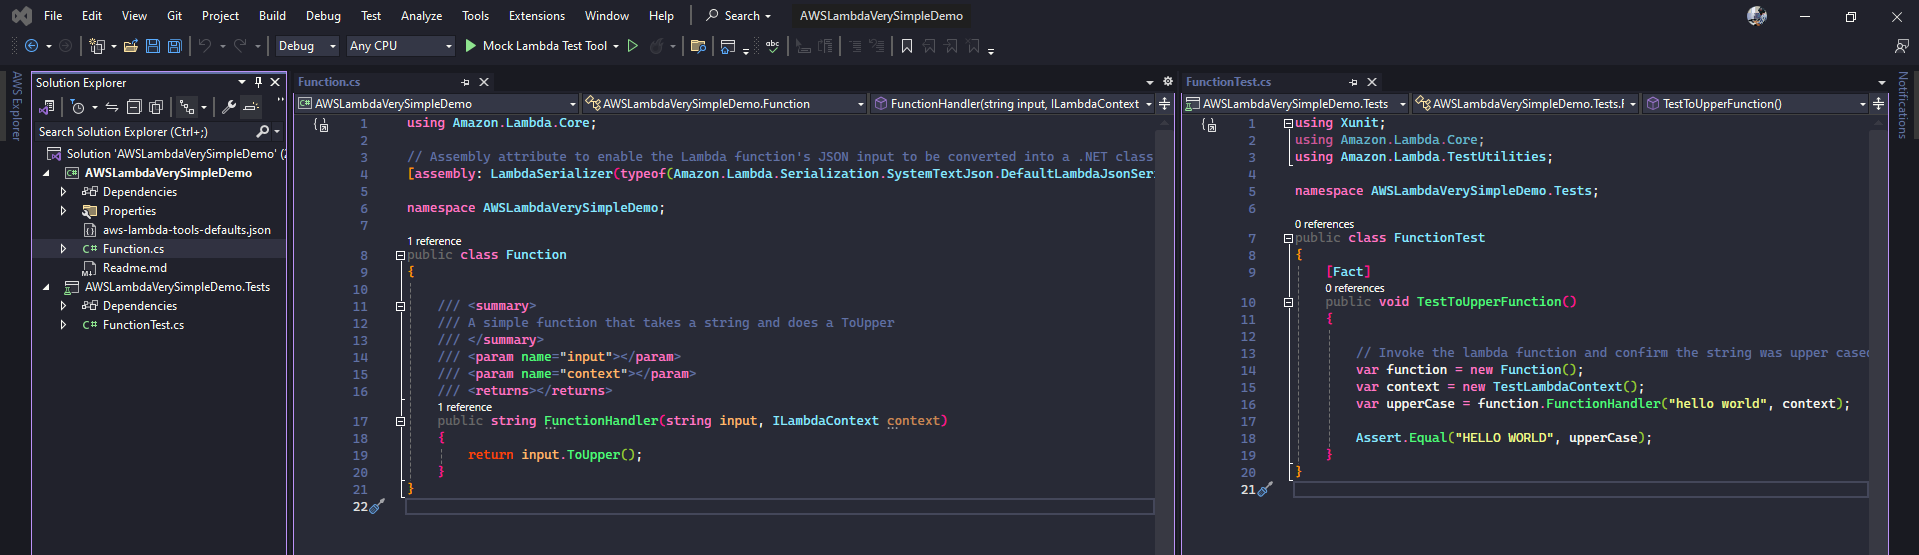 File Edit View Git Project Build Debug Test Analyze Tools Extensions Window Help Search AWSLambdaVerySimpleDemo
Debug Any CPU Mock Lambda Test Tool
AWS Explorer
Solution Explorer
Search Solution Explorer (Ctrl+;)
Solution 'AWSLambdaVerySimpleDemo'
AWSLambdaVerySimpleDemo
Dependencies
Properties
aws-lambda-tools-defaults.json
C# Function.cs
Readme.md
AWSLambdaVerySimpleDemo.Tests
Dependencies
C# FunctionTest.cs
Function.cs
AWSLambdaVerySimpleDemo AWSLambdaVerySimpleDemo.Function FunctionHandler(string input, ILambdaContext
1 using Amazon.Lambda.Core;
2
3 // Assembly attribute to enable the Lambda function's JSON input to be converted into a .NET class
4 [assembly: LambdaSerializer(typeof(Amazon.Lambda.Serialization.SystemTextJson.DefaultLambdaJsonSeri
5
6 namespace AWSLambdaVerySimpleDemo;
7
1 reference
8 public class Function
9 {
10
11 /// <summary>
12 /// A simple function that takes a string and does a ToUpper
13 /// </summary>
14 /// <param name="input"></param>
15 /// <param name="context"></param>
16 /// <returns></returns>
1 reference
17 public string FunctionHandler(string input, ILambdaContext context)
18 {
19 return input.ToUpper();
20 }
21 }
22
FunctionTest.cs
AWSLambdaVerySimpleDemo.Tests AWSLambdaVerySimpleDemo.Tests.F TestToUpperFunction()
1 using Xunit;
2 using Amazon.Lambda.Core;
3 using Amazon.Lambda.TestUtilities;
4
5 namespace AWSLambdaVerySimpleDemo.Tests;
6
0 references
7 public class FunctionTest
8 {
9 [Fact]
0 references
10 public void TestToUpperFunction()
11 {
12
13 // Invoke the lambda function and confirm the string was upper cased
14 var function = new Function();
15 var context = new TestLambdaContext();
16 var upperCase = function.FunctionHandler("hello world", context);
17
18 Assert.Equal("HELLO WORLD", upperCase);
19 }
20 }
21
Notifications